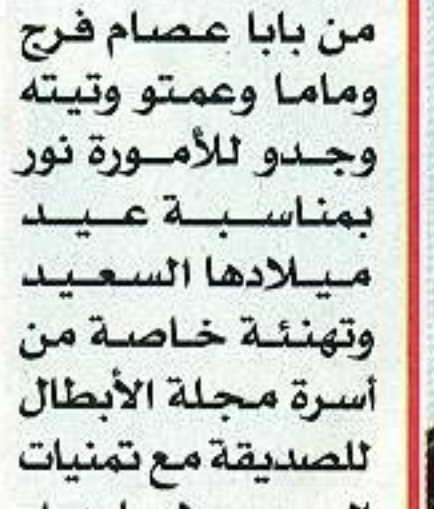 من بابا عصام فرج
وماما وعمتو وتيته
وجدو للأمورة نور
بمناسبة عيد
ميلادها السعيد
وتهنئة خاصة من
أسرة مجلة الأبطال
للصديقة مع تمنيات